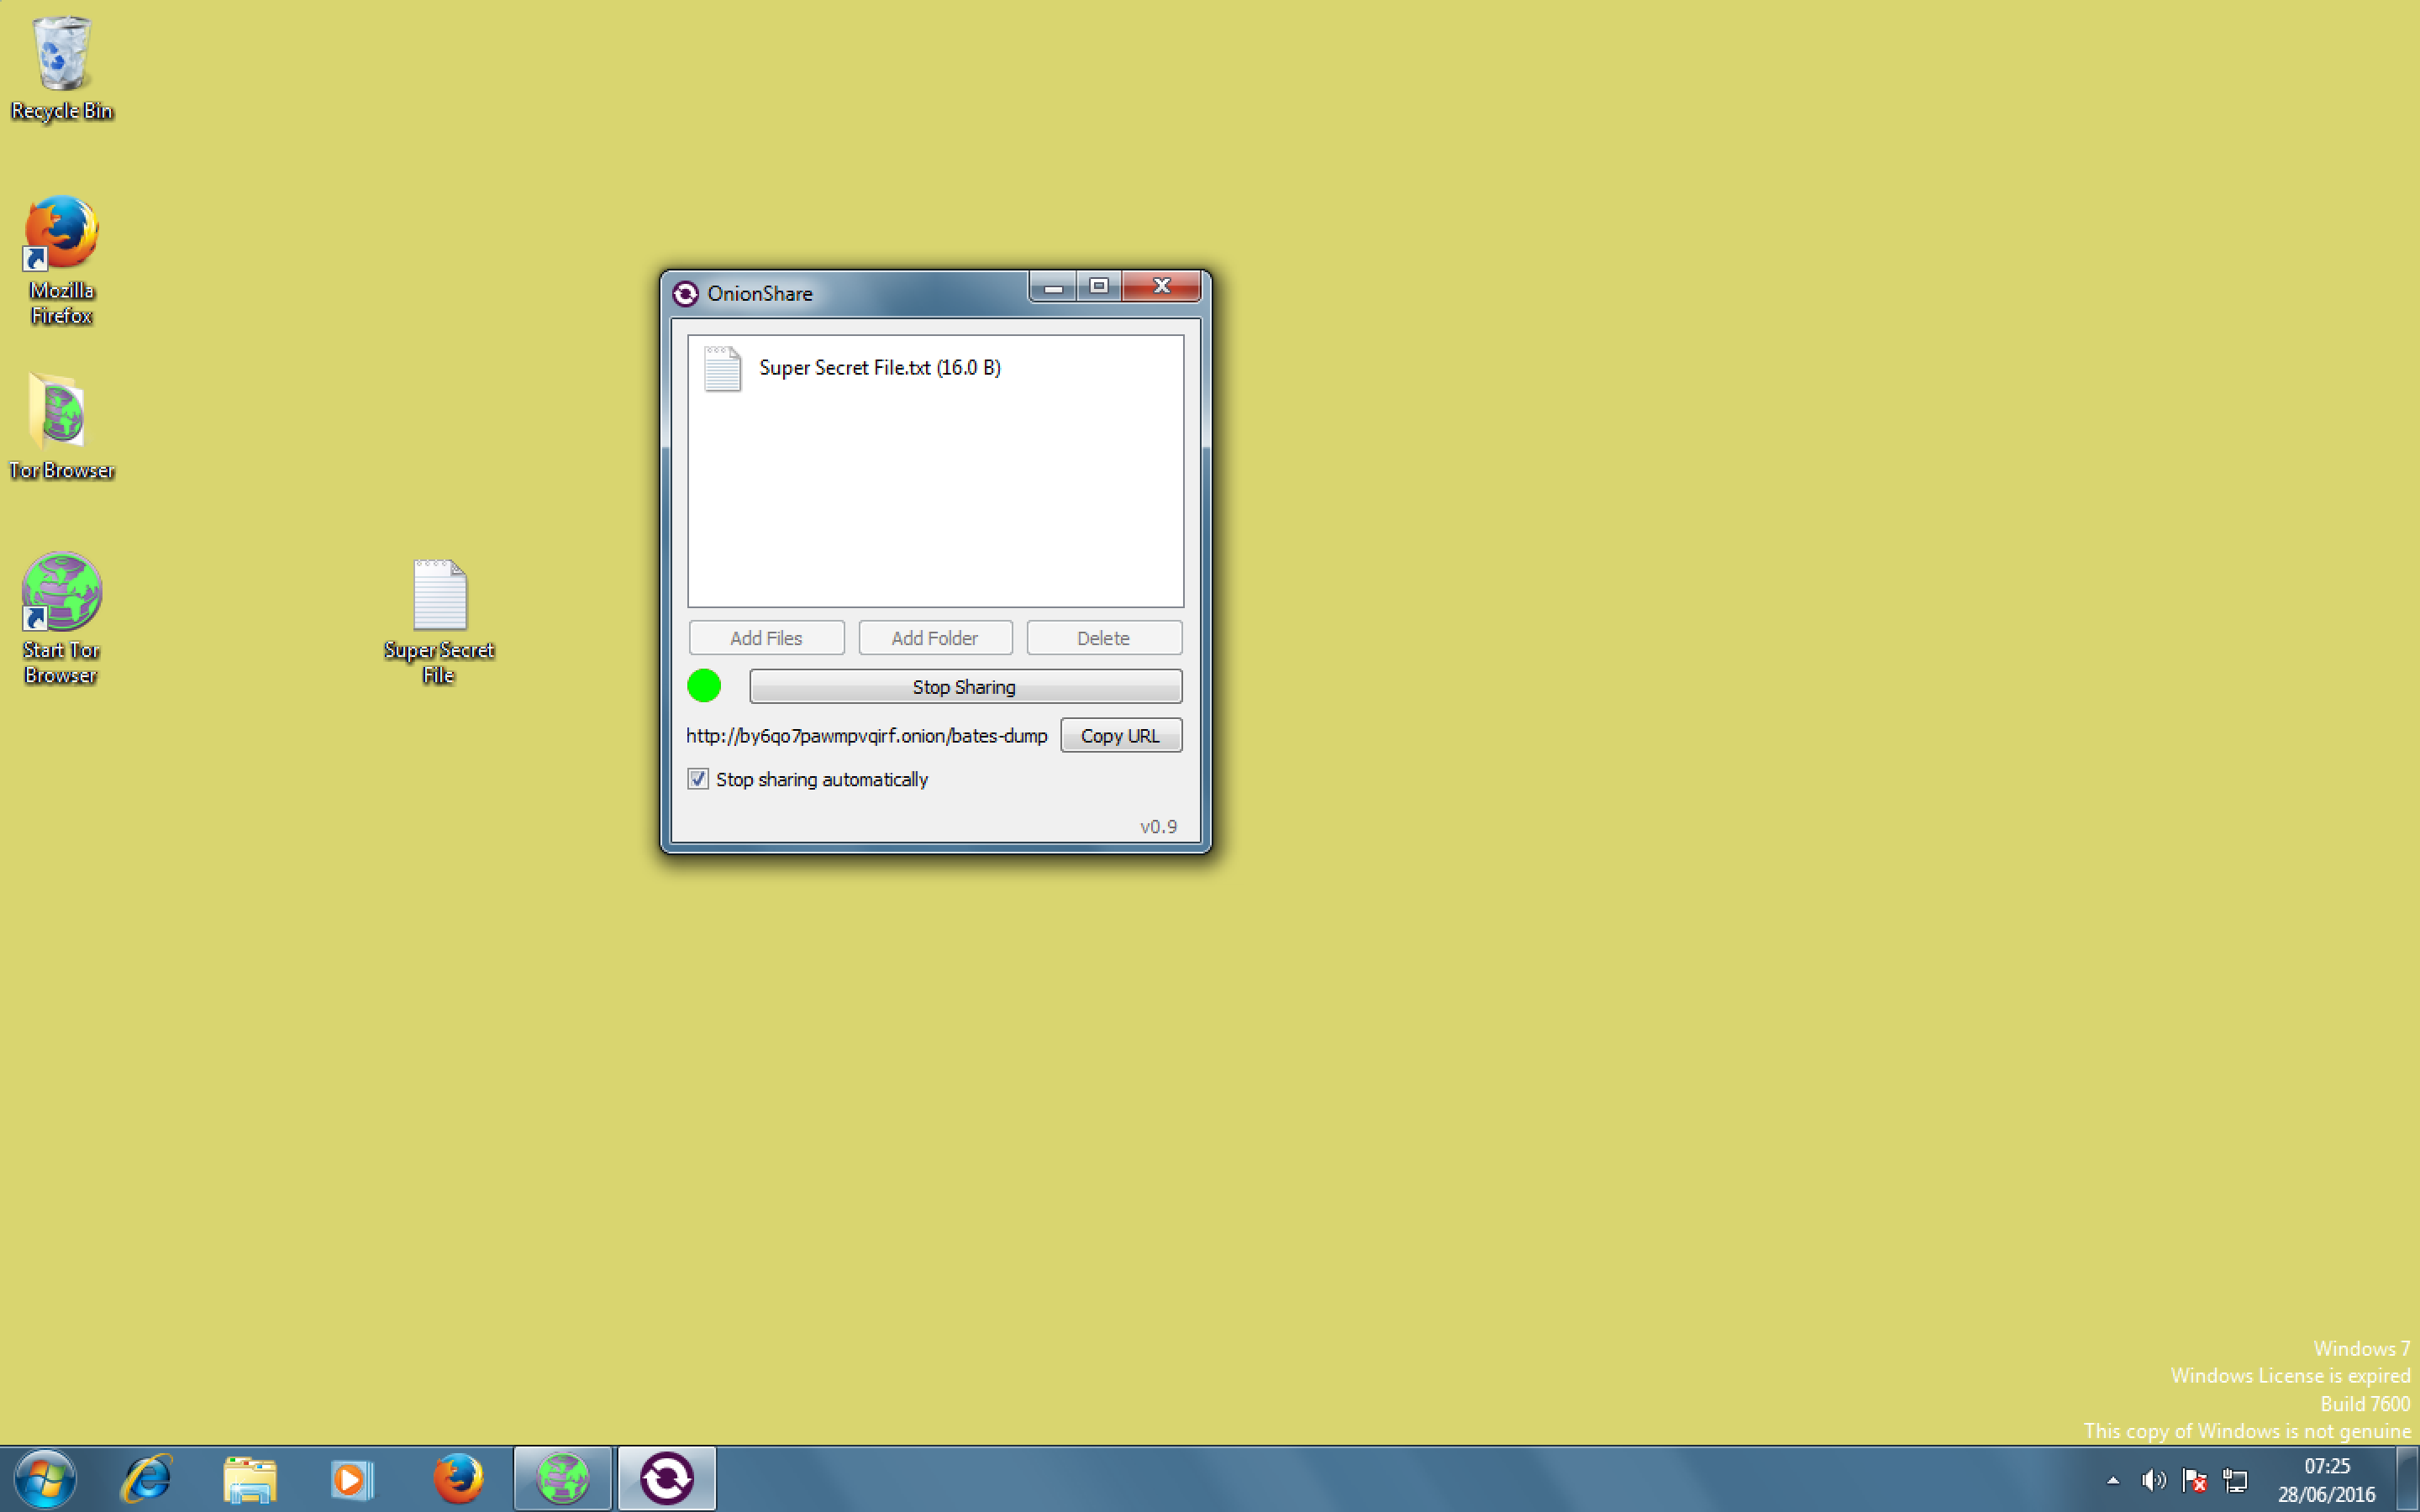 Recycle Bin
Mozilla
Firefox
Tor Browser
Start Tor
Browser
Super Secret
File
OnionShare
Super Secret File.txt (16.0 B)
Add Files
Add Folder
Delete
Stop Sharing
http://by6qo7pawmpvqirf.onion/bates-dump
Copy URL
Stop sharing automatically
v0.9
Windows 7
Windows License is expired
Build 7600
This copy of Windows is not genuine
07:25
28/06/2016